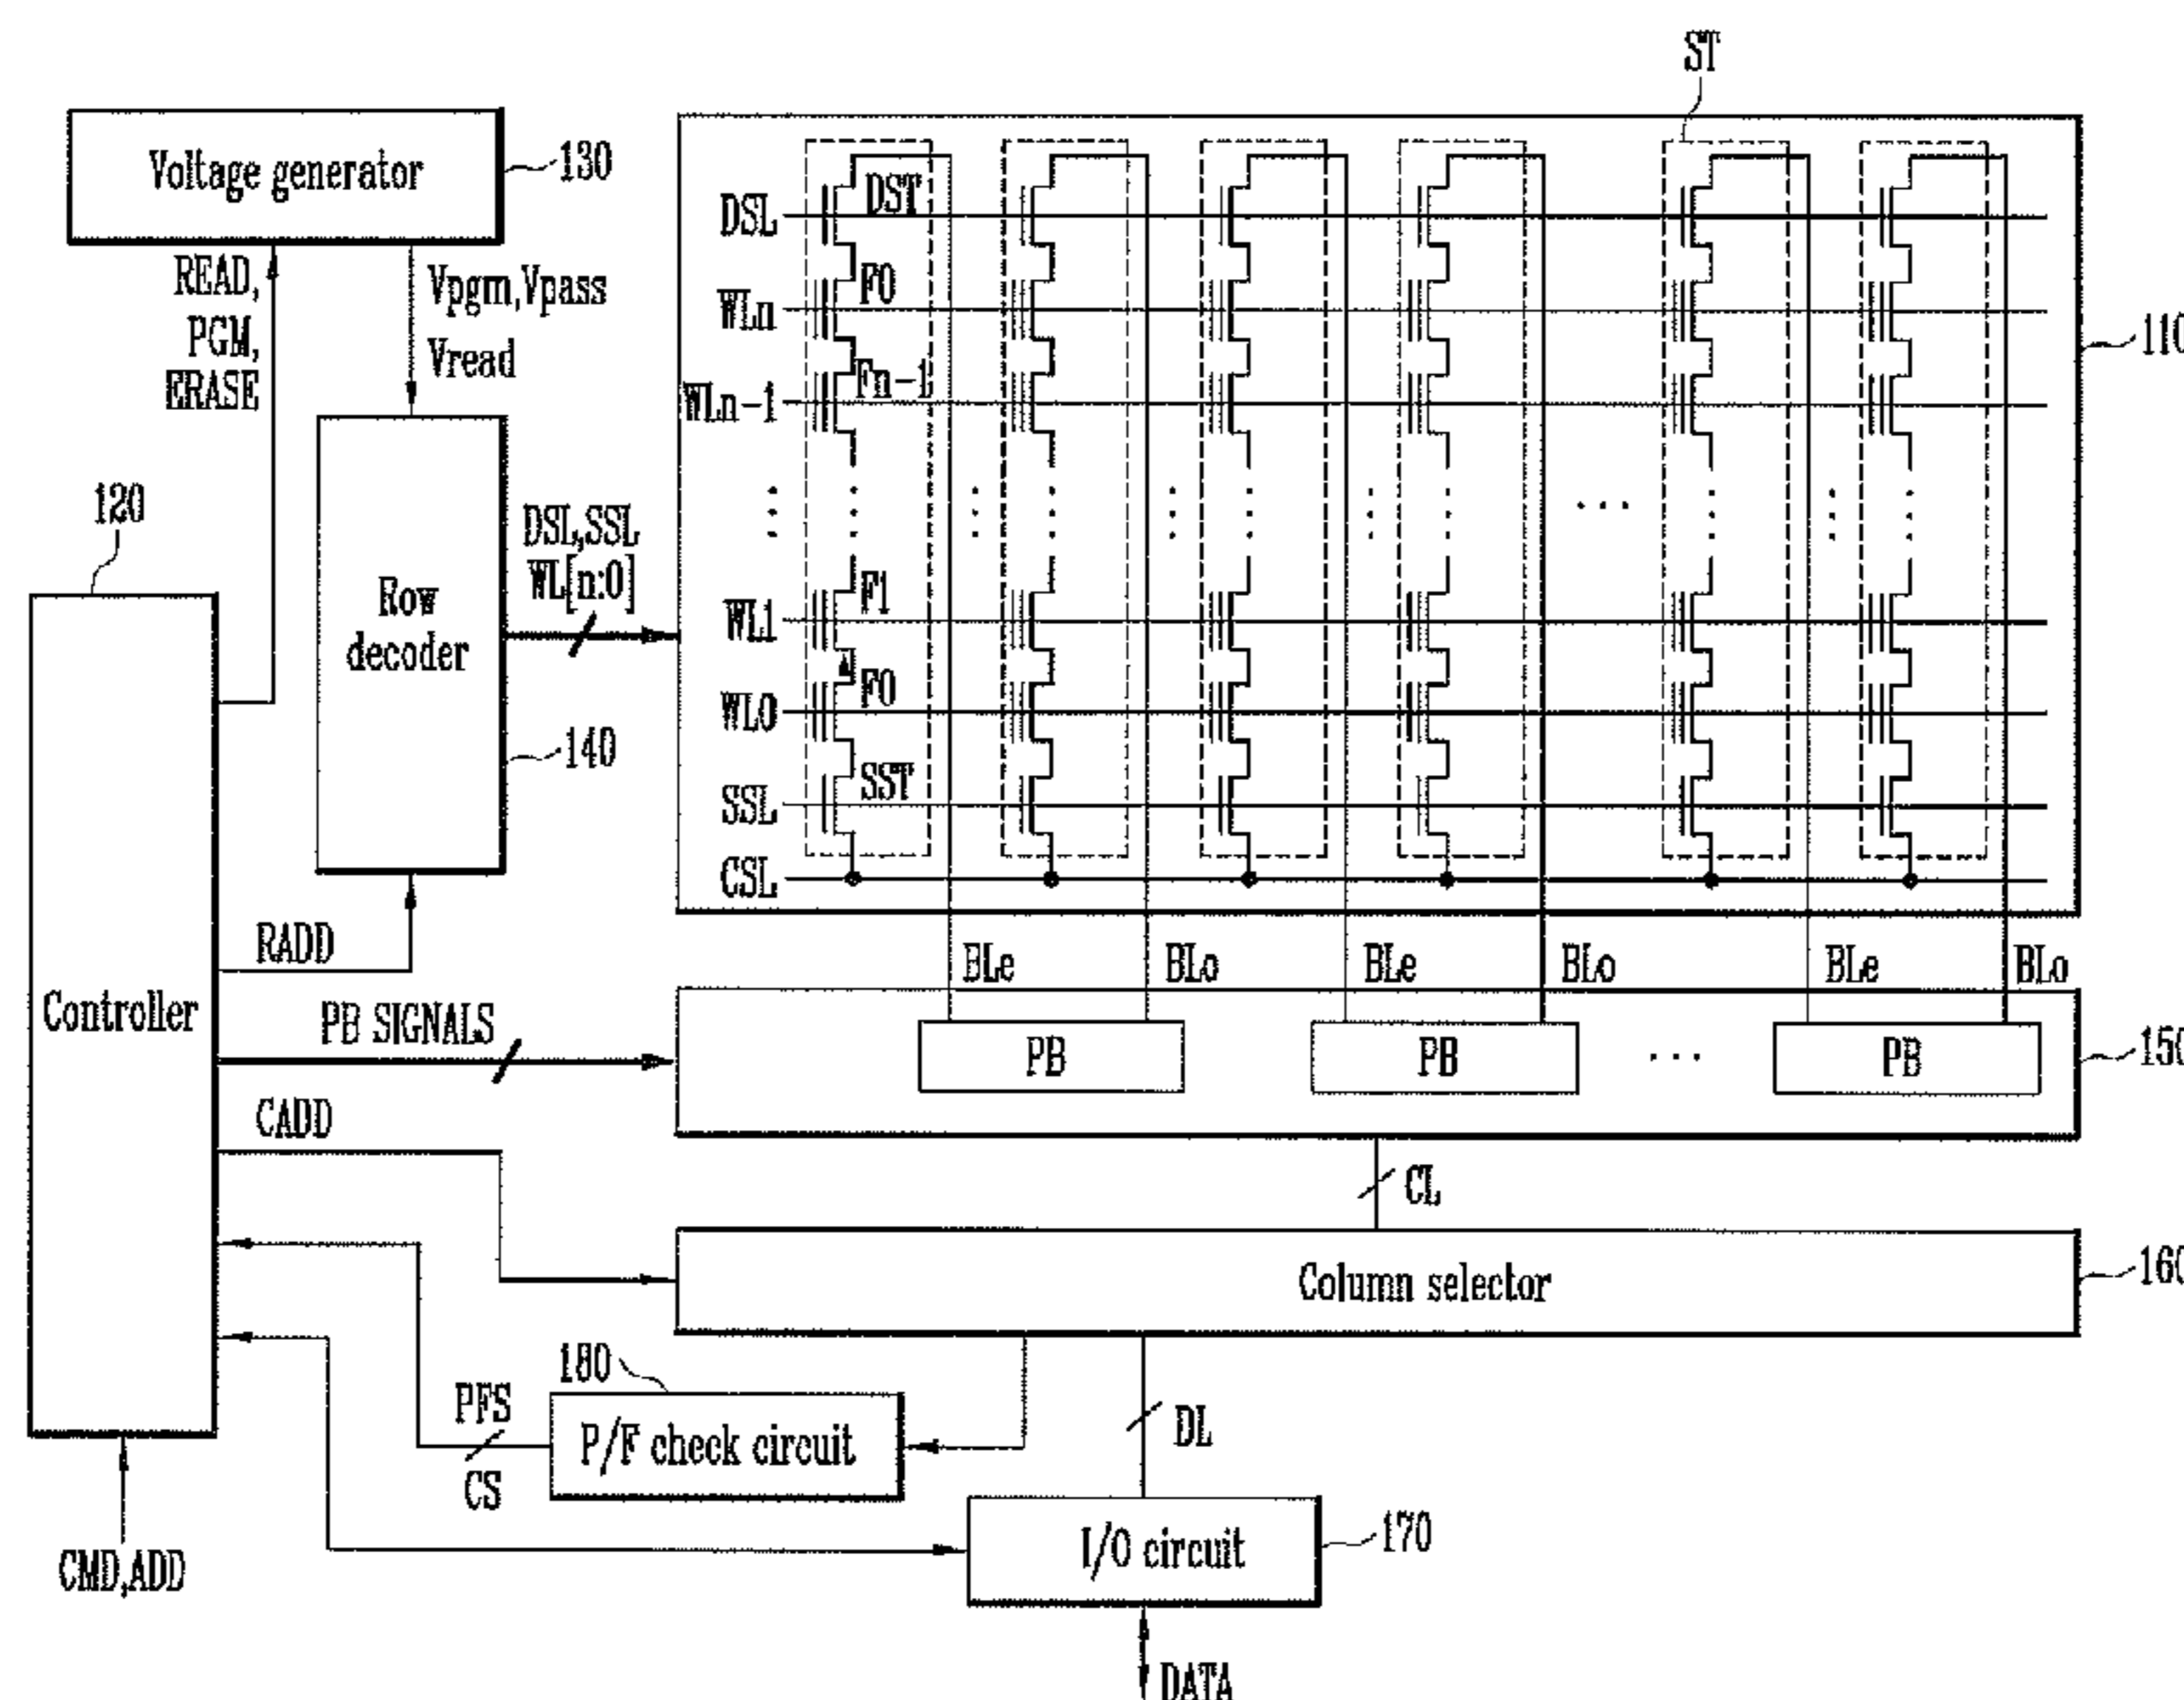 ST
Voltage generator
130
READ,
PGM,
ERASE
Vpgm,Vpass
Vread
DSL
DST
WLn
F0
WLn-1
Fn-1
110
120
Row
decoder
DSL,SSL
WL[n:0]
WL1
F1
WL0
F0
140
SSL
SST
CSL
RADD
BLe
BLo
BLe
BLo
BLe
BLo
Controller
PB SIGNALS
PB
PB
...
PB
150
CADD
CL
Column selector
160
180
PFS
CS
P/F check circuit
DL
I/O circuit
170
CMD,ADD
DATA